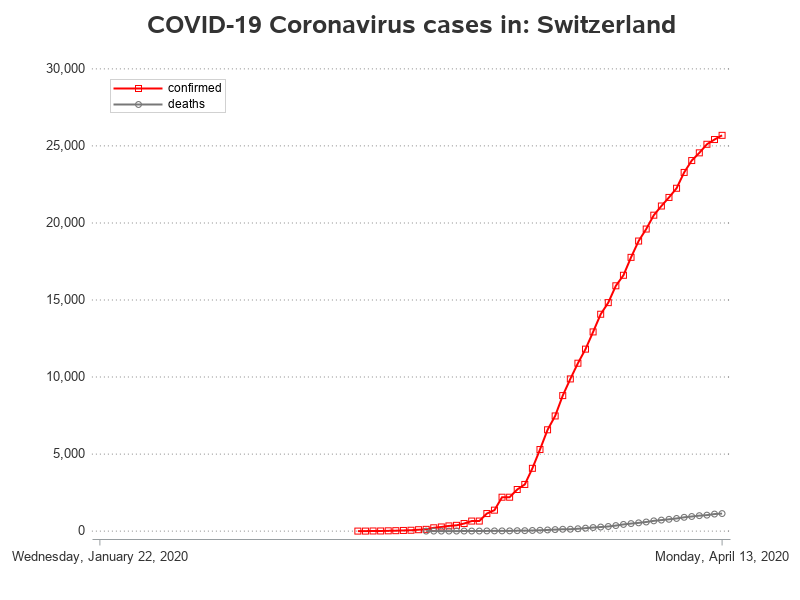 COVID-19 Coronavirus cases in: Switzerland
30,000
confirmed
deaths
25,000
20,000
15,000
10,000
5,000
0
Wednesday, January 22, 2020 Monday, April 13, 2020